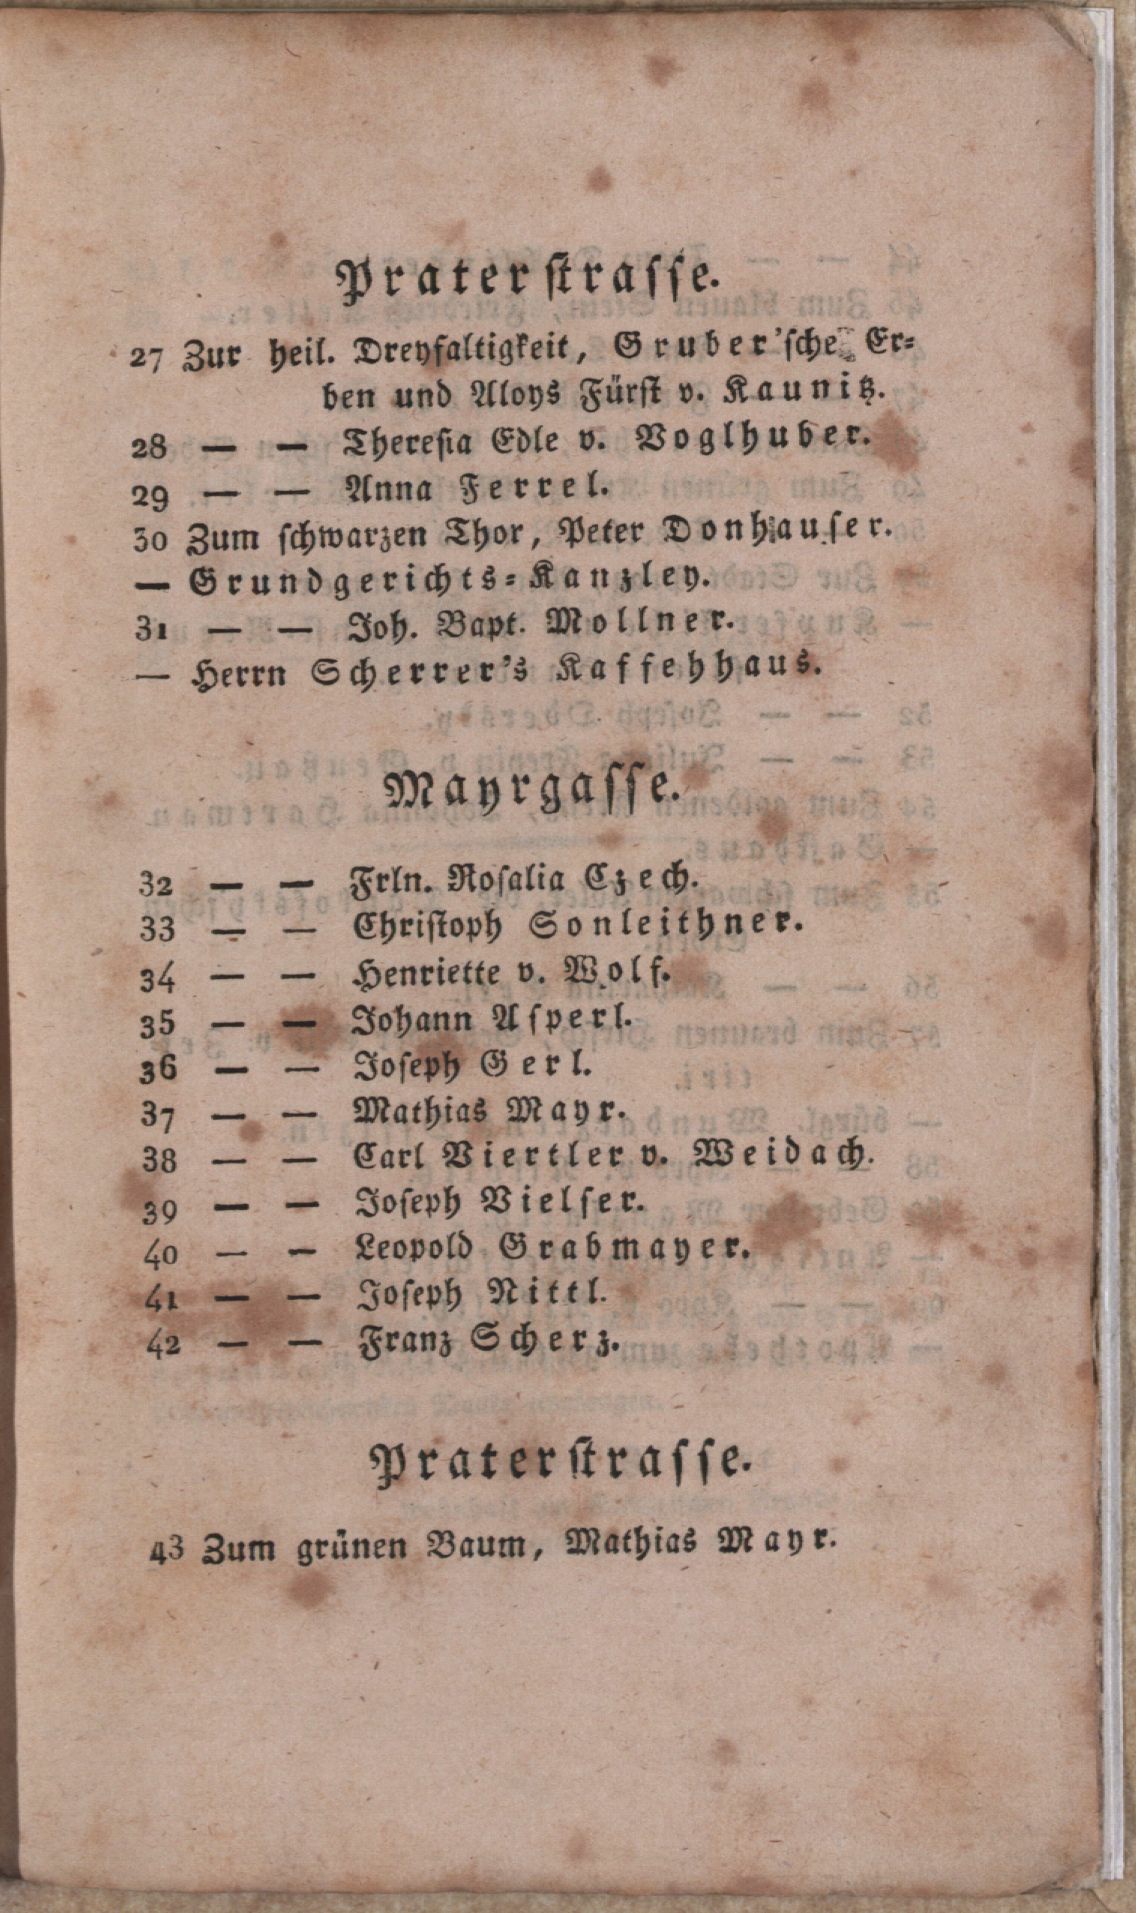 Praterstrasse.
27 Zur heil. Dreyfaltigkeit, Gruber'sche Er-
ben und Aloys Fürst v. Kaunitz.
28 — — Theresia Edle v. Voglhuber.
29 — — Anna Ferrel.
30 Zum schwarzen Thor, Peter Donhauser.
— Grundgerichts-Kanzley.
31 — — Joh. Bapt. Mollner.
— Herrn Scherrer's Kaffehhaus.
Mayrgasse.
32 — — Frln. Rosalia Czech.
33 — — Christoph Sonleithner.
34 — — Henriette v. Wolf.
35 — — Johann Asperl.
36 — — Joseph Gerl.
37 — — Mathias Mayr.
38 — — Carl Viertler v. Weidach.
39 — — Joseph Vielser.
40 — — Leopold Grabmayer.
41 — — Joseph Nittl.
42 — — Franz Scherz.
Praterstrasse.
43 Zum grünen Baum, Mathias Mayr.